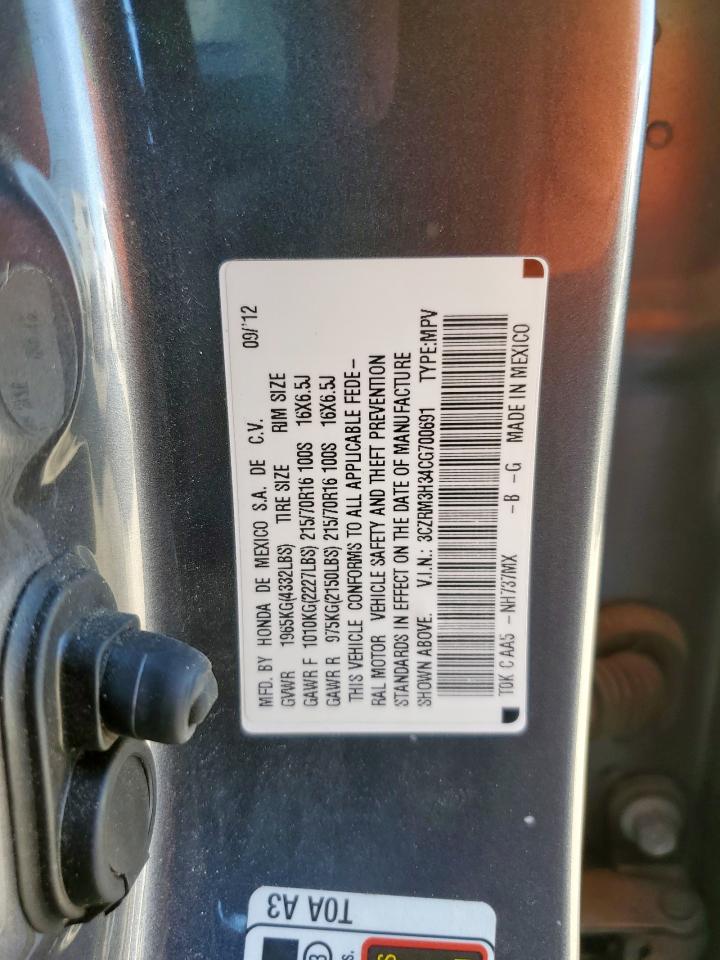 MFD. BY HONDA DE MEXICO S.A. DE C.V. 09/'12
GVWR 1965KG(4332LBS) TIRE SIZE RIM SIZE
GAWR F 1010KG(2227LBS) 215/70R16 100S 16X6.5J
GAWR R 975KG(2150LBS) 215/70R16 100S 16X6.5J
THIS VEHICLE CONFORMS TO ALL APPLICABLE FEDE-
RAL MOTOR VEHICLE SAFETY AND THEFT PREVENTION
STANDARDS IN EFFECT ON THE DATE OF MANUFACTURE
SHOWN ABOVE. V.I.N.: 3CZRM3H34CG700691 TYPE:MPV
T0K C AA5 -NH737MX -B -G MADE IN MEXICO
T0A A3